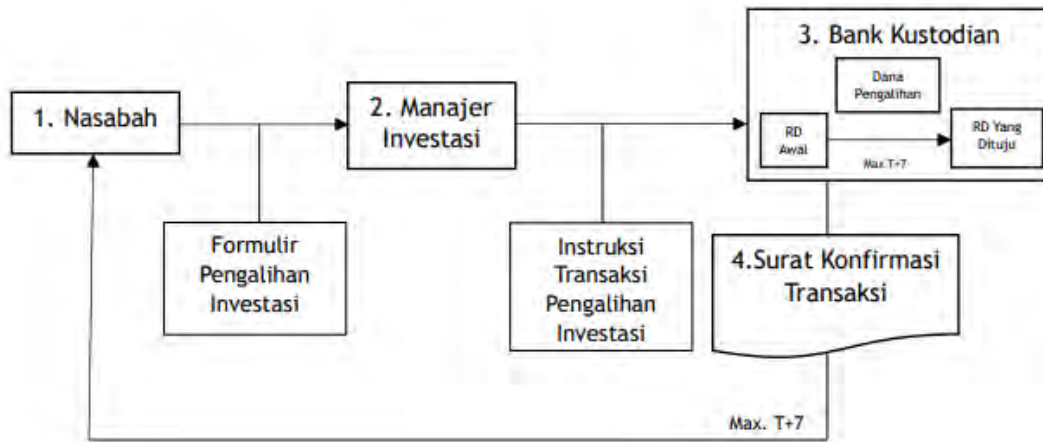 3. Bank Kustodian
Dana
Pengalihan
1. Nasabah
2. Manajer
Investasi
RD
Awal
RD Yang
Dituju
Max.T+7
Formulir
Pengalihan
Investasi
Instruksi
Transaksi
Pengalihan
Investasi
4.Surat Konfirmasi
Transaksi
Max. T+7